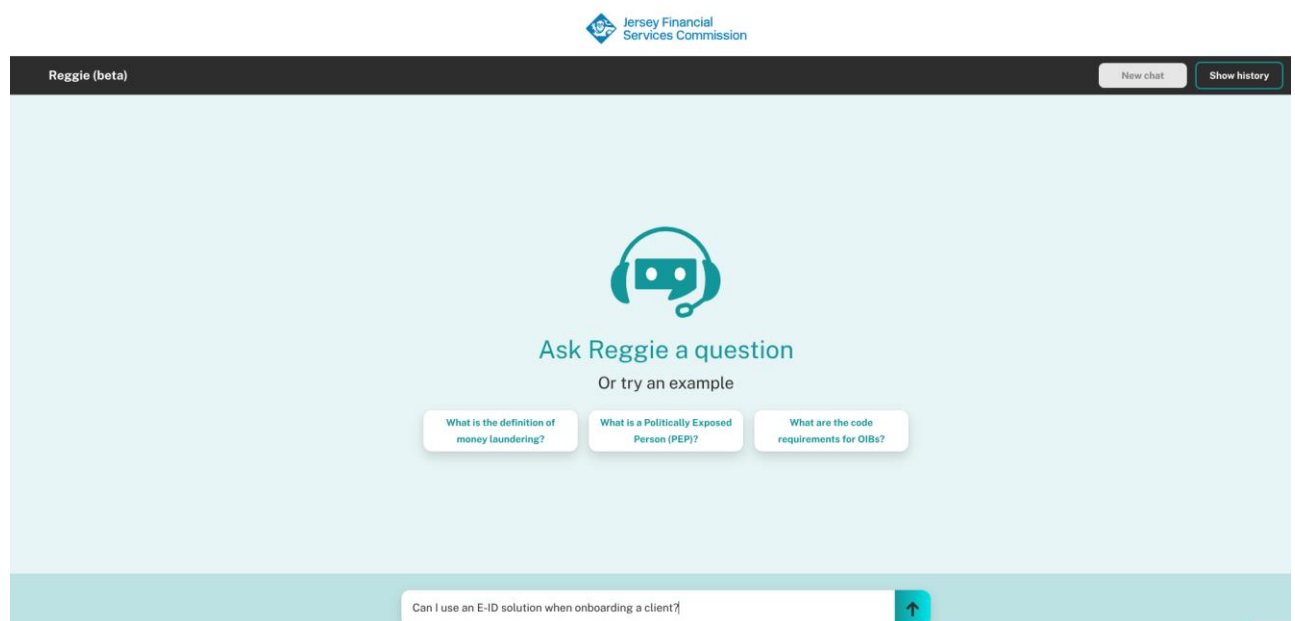 Jersey Financial
Services Commission
Reggie (beta)
New chat
Show history
Ask Reggie a question
Or try an example
What is the definition of
money laundering?
What is a Politically Exposed
Person (PEP)?
What are the code
requirements for OIBs?
Can I use an E-ID solution when onboarding a client?